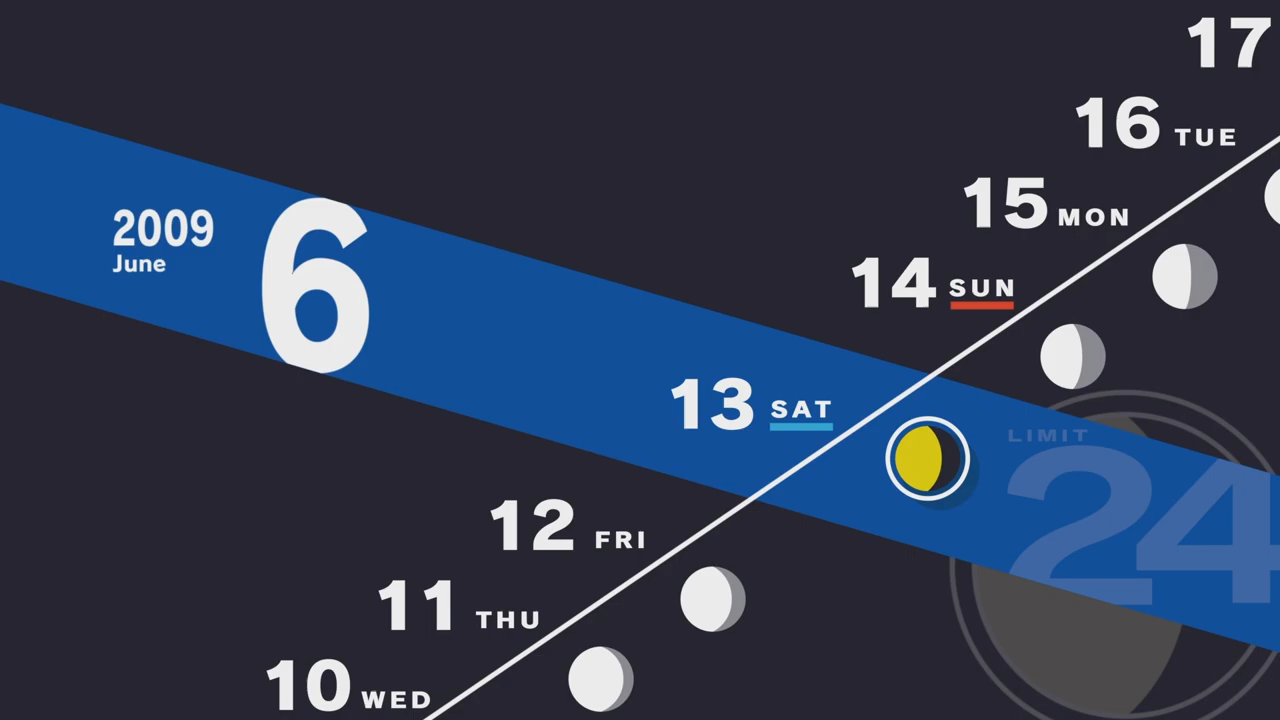 17
16 TUE
15 MON
14 SUN
2009
June
6
13 SAT
LIMIT
24
12 FRI
11 THU
10 WED